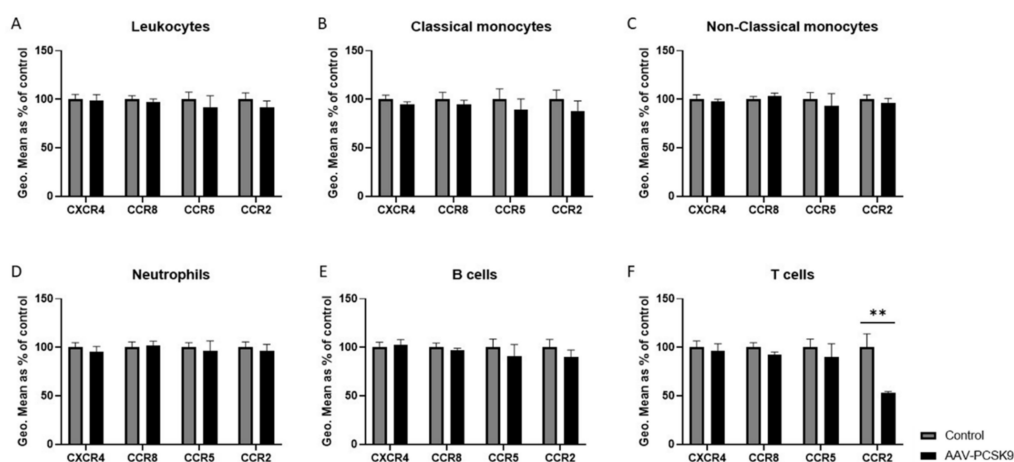 A Leukocytes
Geo. Mean as % of control
150
100
50
0
CXCR4 CCR8 CCR5 CCR2
B Classical monocytes
Geo. Mean as % of control
150
100
50
0
CXCR4 CCR8 CCR5 CCR2
C Non-Classical monocytes
Geo. Mean as % of control
150
100
50
0
CXCR4 CCR8 CCR5 CCR2
D Neutrophils
Geo. Mean as % of control
150
100
50
0
CXCR4 CCR8 CCR5 CCR2
E B cells
Geo. Mean as % of control
150
100
50
0
CXCR4 CCR8 CCR5 CCR2
F T cells
Geo. Mean as % of control
150
100
50
0
**
CXCR4 CCR8 CCR5 CCR2
Control
AAV-PCSK9